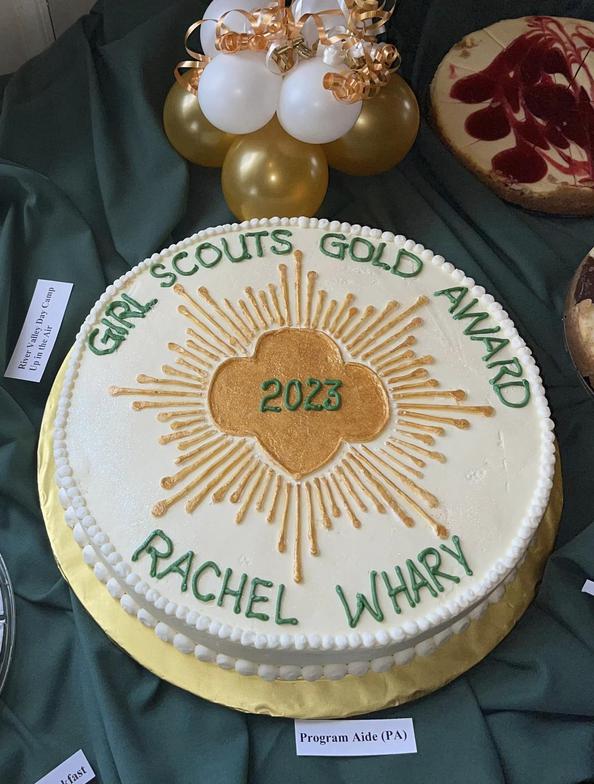 GIRL SCOUTS GOLD AWARD
2023
RACHEL WHARY
River Valley Day Camp
Up in the Air
Program Aide (PA)